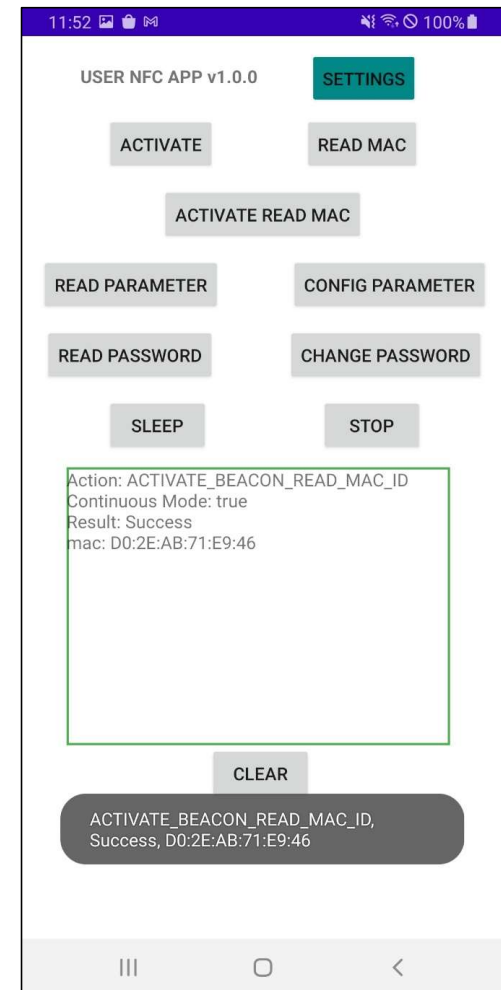 11:52 100%
USER NFC APP v1.0.0 SETTINGS
ACTIVATE READ MAC
ACTIVATE READ MAC
READ PARAMETER CONFIG PARAMETER
READ PASSWORD CHANGE PASSWORD
SLEEP STOP
Action: ACTIVATE_BEACON_READ_MAC_ID
Continuous Mode: true
Result: Success
mac: D0:2E:AB:71:E9:46
CLEAR
ACTIVATE_BEACON_READ_MAC_ID,
Success, D0:2E:AB:71:E9:46